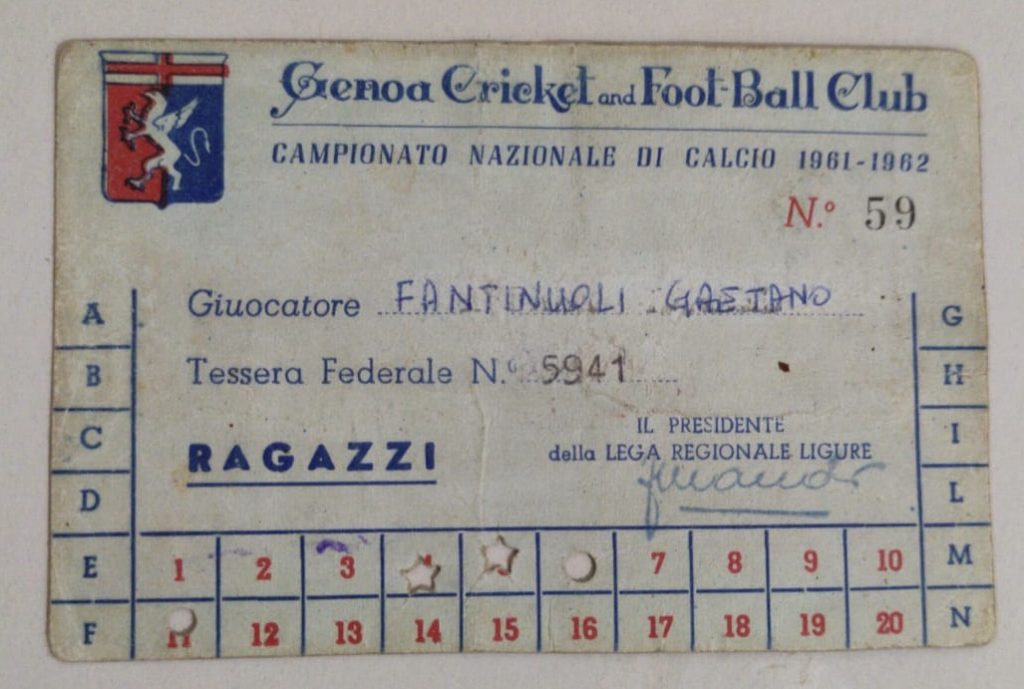 Genoa Cricket and Foot-Ball Club
CAMPIONATO NAZIONALE DI CALCIO 1961-1962
N.º 59
Giuocatore FANTINUOLI GAETANO
Tessera Federale N.º 5941
RAGAZZI
IL PRESIDENTE
della LEGA REGIONALE LIGURE
A
B
C
D
E
F
G
H
I
L
M
N
1 2 3 7 8 9 10
11 12 13 14 15 16 17 18 19 20